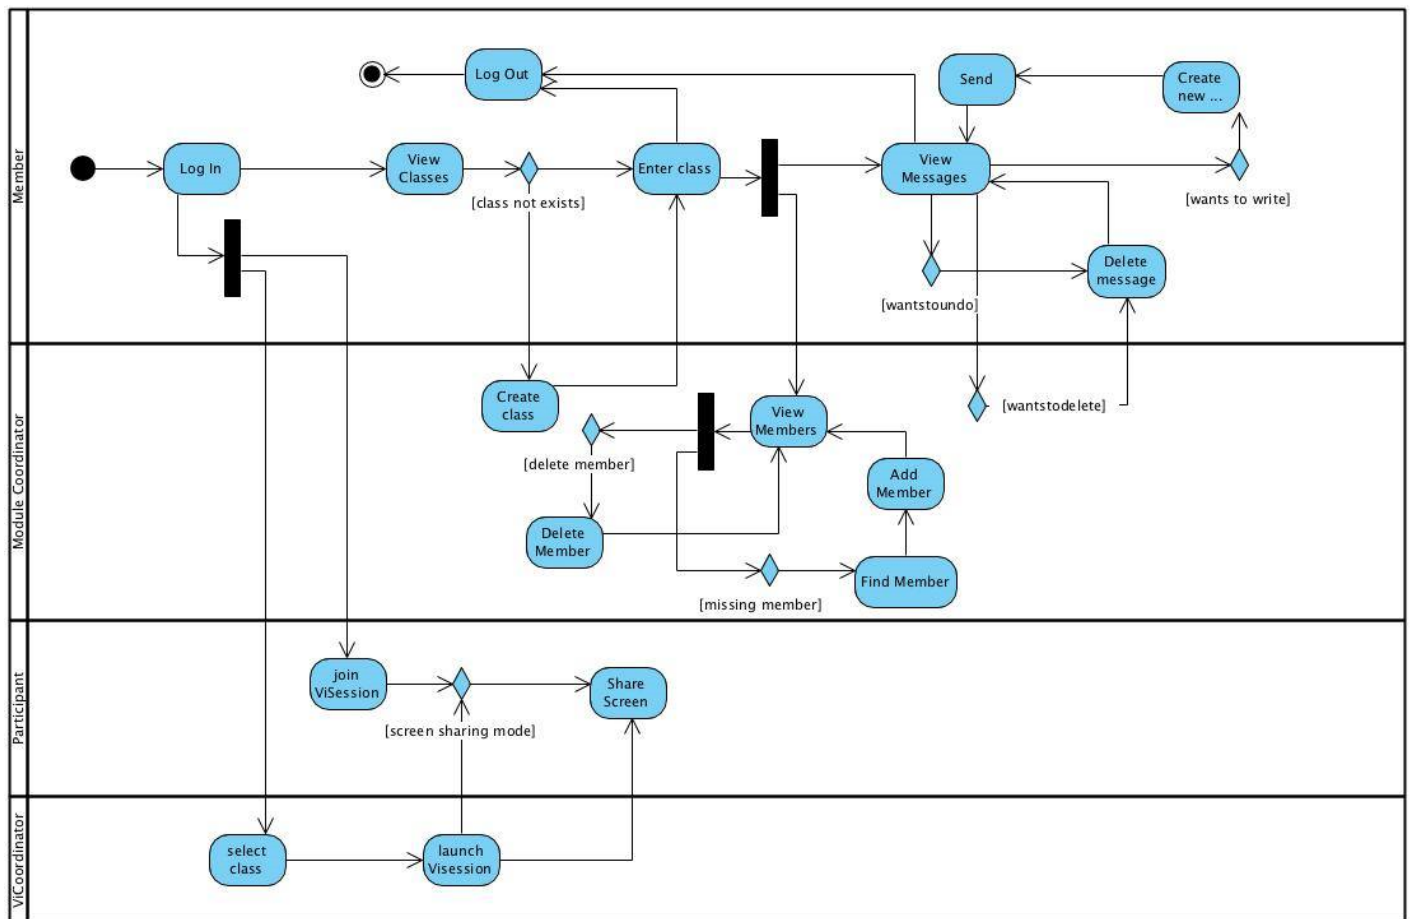 Member
Log Out
Send
Create
new ...
Log In
View
Classes
[class not exists]
Enter class
View
Messages
[wants to write]
Delete
message
[wantstoundo]
Module Coordinator
Create
class
View
Members
[wantstodelete]
[delete member]
Add
Member
Delete
Member
Find Member
[missing member]
Participant
join
ViSession
Share
Screen
[screen sharing mode]
ViCoordinator
select
class
launch
Visession